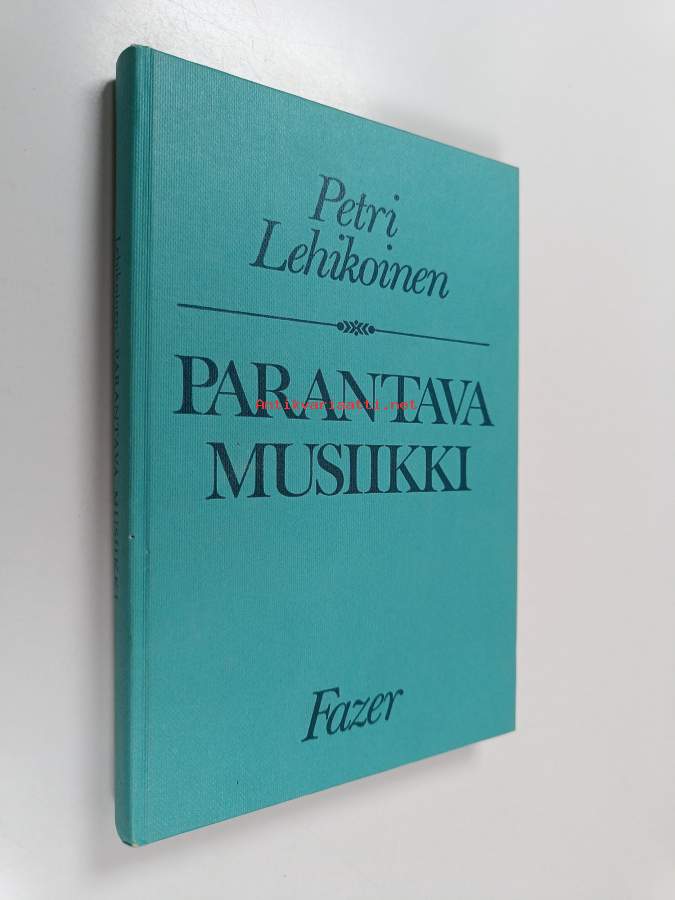 Petri
Lehikoinen
PARANTAVA
Antikvariaatti.net
MUSIIKKI
Fazer
Lehikoinen: PARANTAVA MUSIIKKI